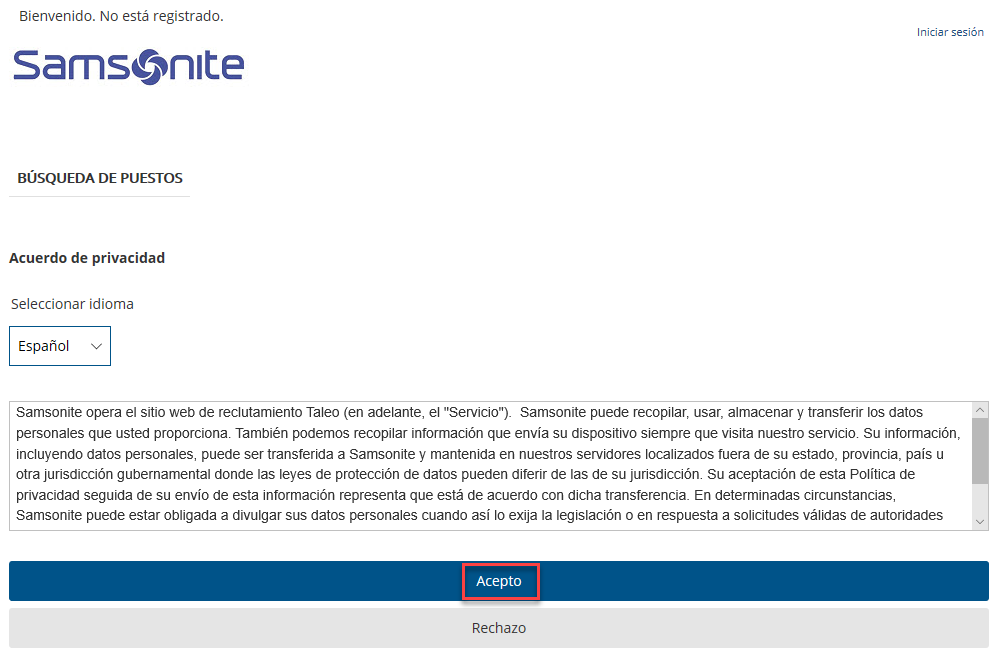 Bienvenido. No está registrado.
Iniciar sesión
Samsonite
BÚSQUEDA DE PUESTOS
Acuerdo de privacidad
Seleccionar idioma
Español
Samsonite opera el sitio web de reclutamiento Taleo (en adelante, el "Servicio").  Samsonite puede recopilar, usar, almacenar y transferir los datos
personales que usted proporciona. También podemos recopilar información que envía su dispositivo siempre que visita nuestro servicio. Su información,
incluyendo datos personales, puede ser transferida a Samsonite y mantenida en nuestros servidores localizados fuera de su estado, provincia, país u
otra jurisdicción gubernamental donde las leyes de protección de datos pueden diferir de las de su jurisdicción. Su aceptación de esta Política de
privacidad seguida de su envío de esta información representa que está de acuerdo con dicha transferencia. En determinadas circunstancias,
Samsonite puede estar obligada a divulgar sus datos personales cuando así lo exija la legislación o en respuesta a solicitudes válidas de autoridades
Acepto
Rechazo